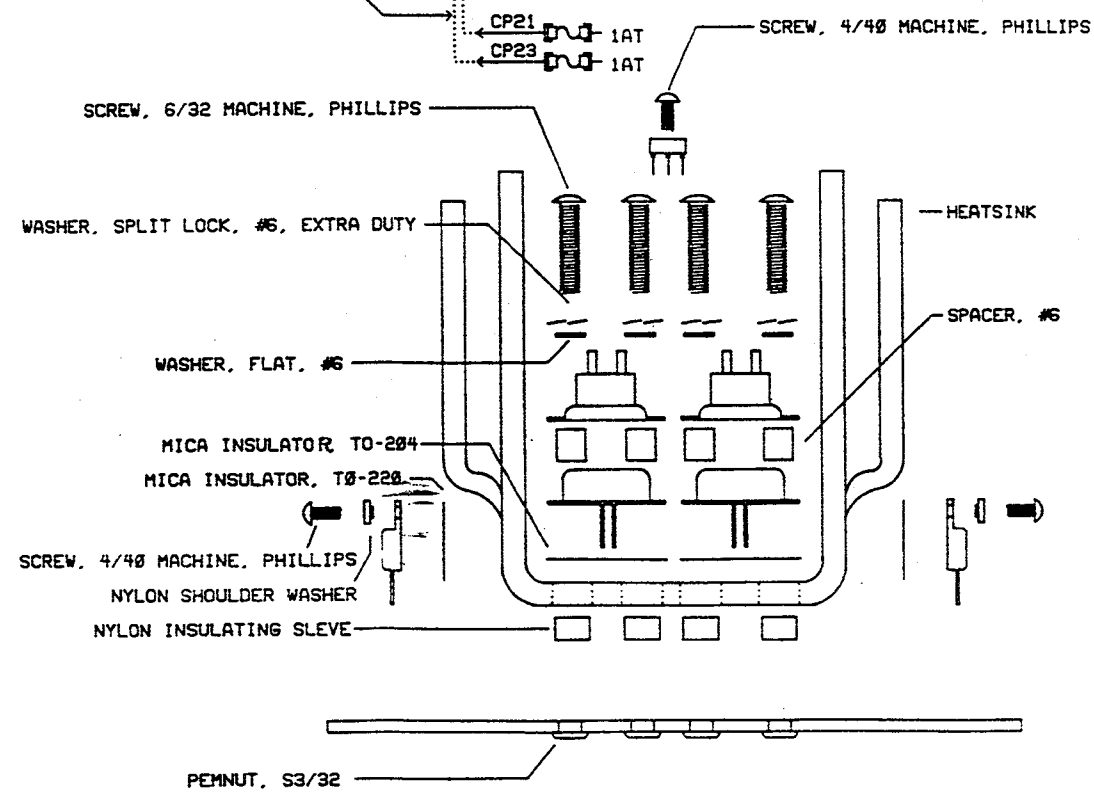 CP21 1AT
CP23 1AT
SCREW, 4/40 MACHINE, PHILLIPS
SCREW, 6/32 MACHINE, PHILLIPS
WASHER, SPLIT LOCK, #6, EXTRA DUTY
HEATSINK
SPACER, #6
WASHER, FLAT, #6
MICA INSULATOR TO-204
MICA INSULATOR, TO-220
SCREW, 4/40 MACHINE, PHILLIPS
NYLON SHOULDER WASHER
NYLON INSULATING SLEVE
PEMNUT, S3/32